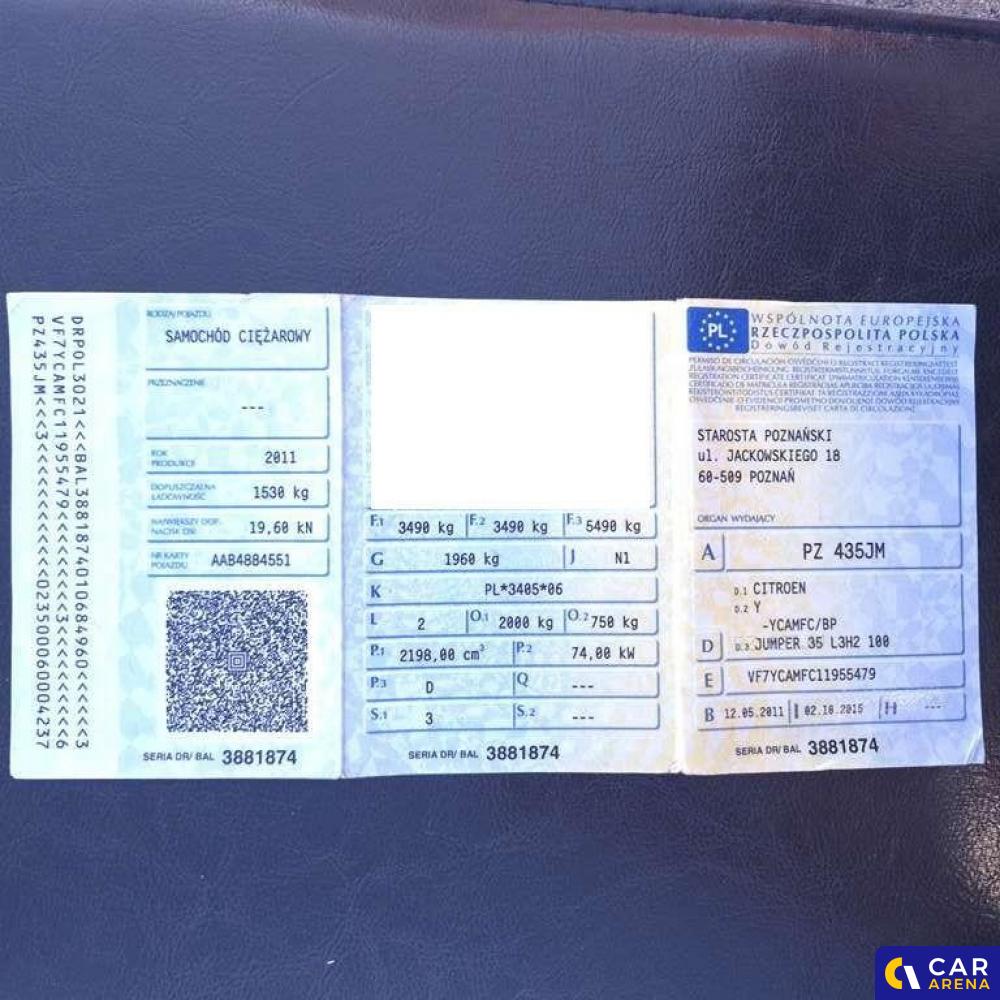 DRPOL3021<<BAL3881874010684960<<<<<3
VF7YCAMFC11955479<<<<<<<3<<<<<<<<<6
PZ435JM<<<3<<<<<<<<<<<<0235006004237
RODZAJ POJAZDU
SAMOCHÓD CIĘŻAROWY
PRZEZNACZENIE
---
ROK PRODUKCJI 2011
DOPUSZCZALNA ŁADOWNOŚĆ 1530 kg
NAJWIĘKSZY DOP. NACISK OSI 19,60 kN
NR KARTY POJAZDU AAB4884551
SERIA DR/ BAL 3881874
F.1 3490 kg F.2 3490 kg F.3 5490 kg
G 1960 kg J N1
K PL*3405*06
L 2 O.1 2000 kg O.2 750 kg
P.1 2198,00 cm³ P.2 74,00 kW
P.3 D Q ---
S.1 3 S.2 ---
SERIA DR/ BAL 3881874
PL
WSPÓLNOTA EUROPEJSKA
RZECZPOSPOLITA POLSKA
Dowód Rejestracyjny
STAROSTA POZNAŃSKI
ul. JACKOWSKIEGO 18
60-509 POZNAŃ
ORGAN WYDAJĄCY
A PZ 435JM
D.1 CITROEN
D.2 Y
-YCAMFC/BP
D D.3 JUMPER 35 L3H2 100
E VF7YCAMFC11955479
B 12.05.2011 I 02.10.2015 H ---
SERIA DR/ BAL 3881874
CAR
ARENA